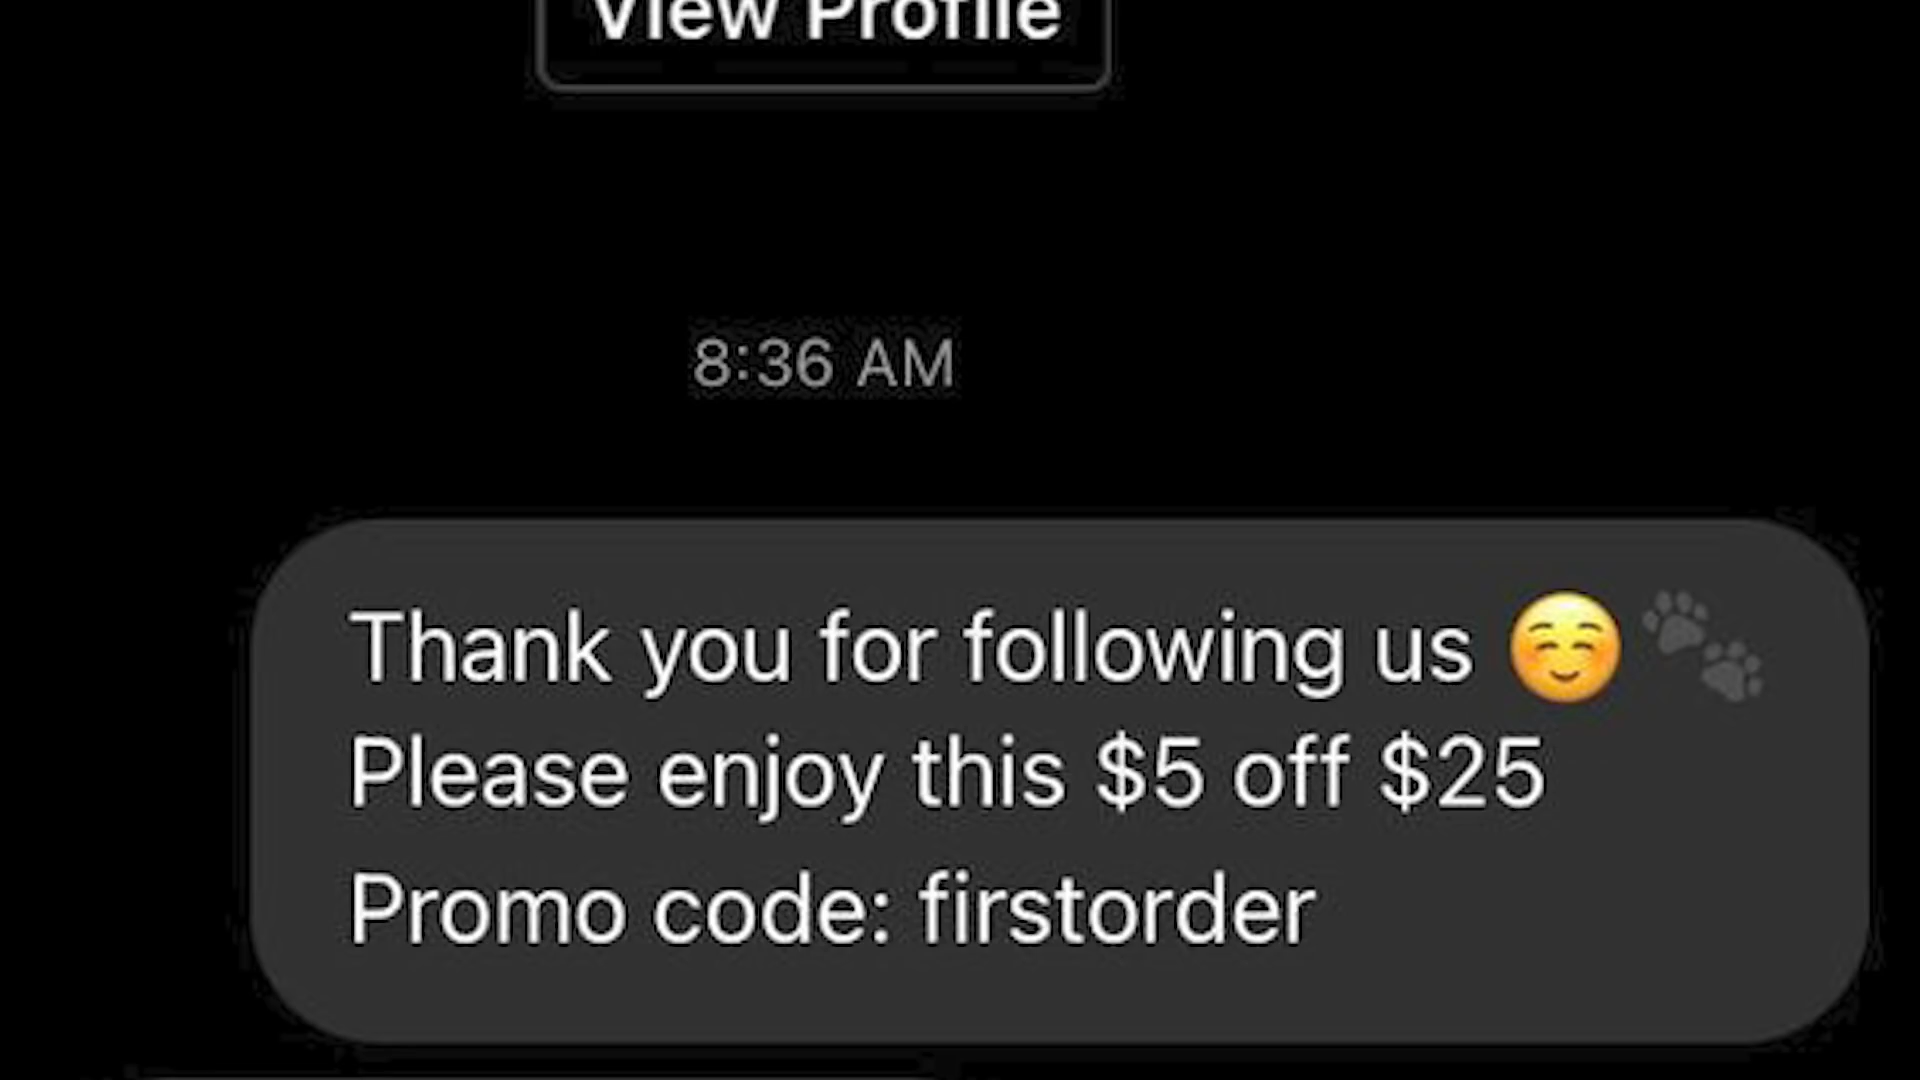 View Profile
8:36 AM
Thank you for following us ☺️🐾
Please enjoy this $5 off $25
Promo code: firstorder